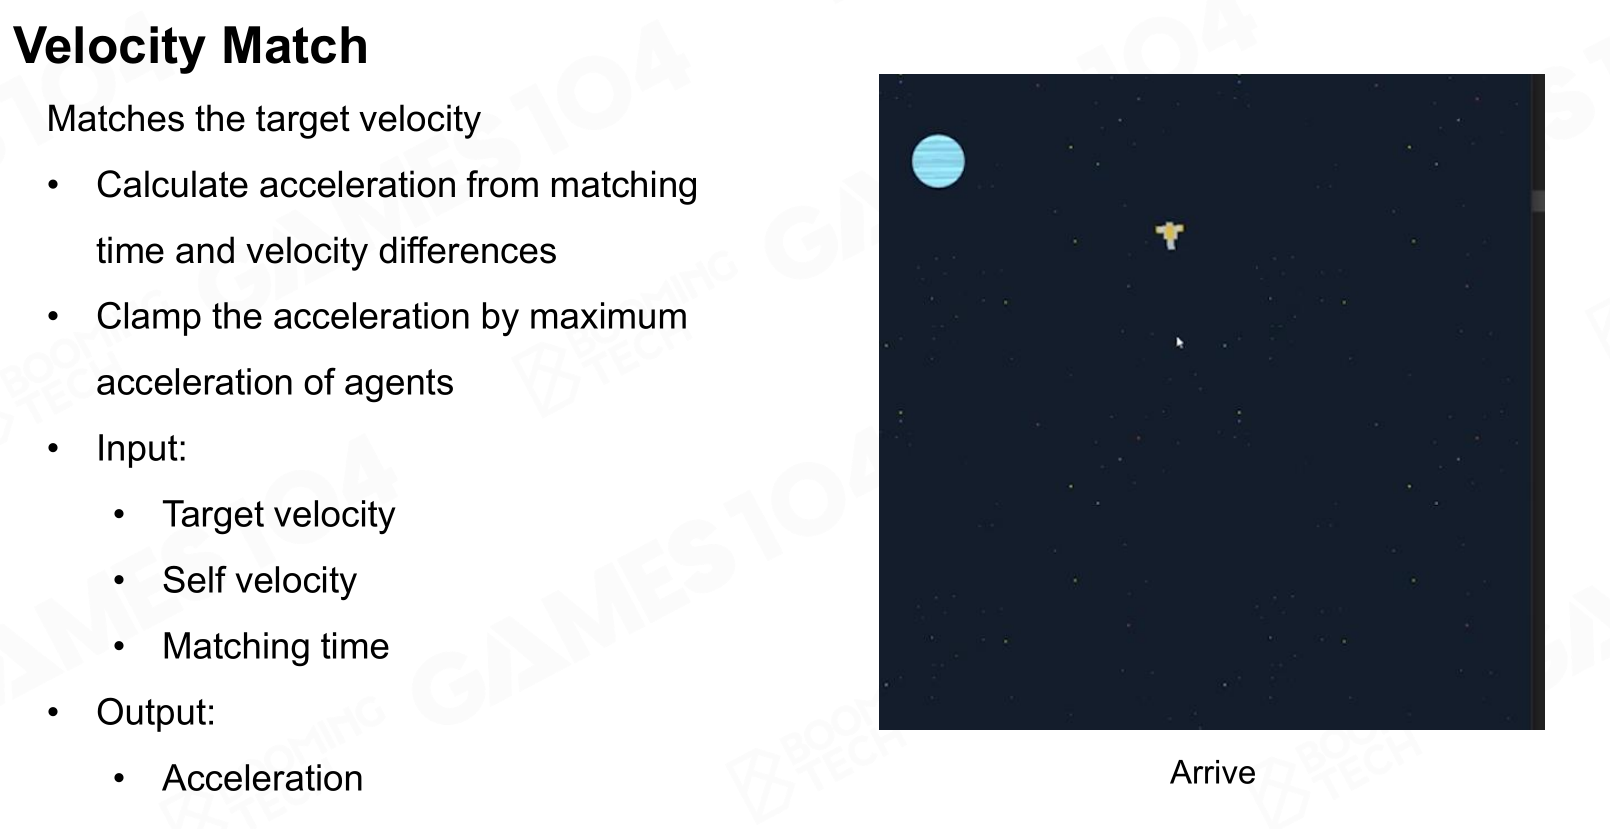 Velocity Match
Matches the target velocity
• Calculate acceleration from matching
time and velocity differences
• Clamp the acceleration by maximum
acceleration of agents
• Input:
• Target velocity
• Self velocity
• Matching time
• Output:
• Acceleration
Arrive
GAMES104
BOOMING
TECH